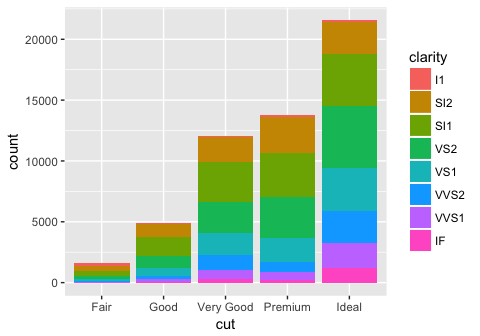 20000
15000
10000
5000
0
count
Fair
Good
Very Good
Premium
Ideal
cut
clarity
I1
SI2
SI1
VS2
VS1
VVS2
VVS1
IF